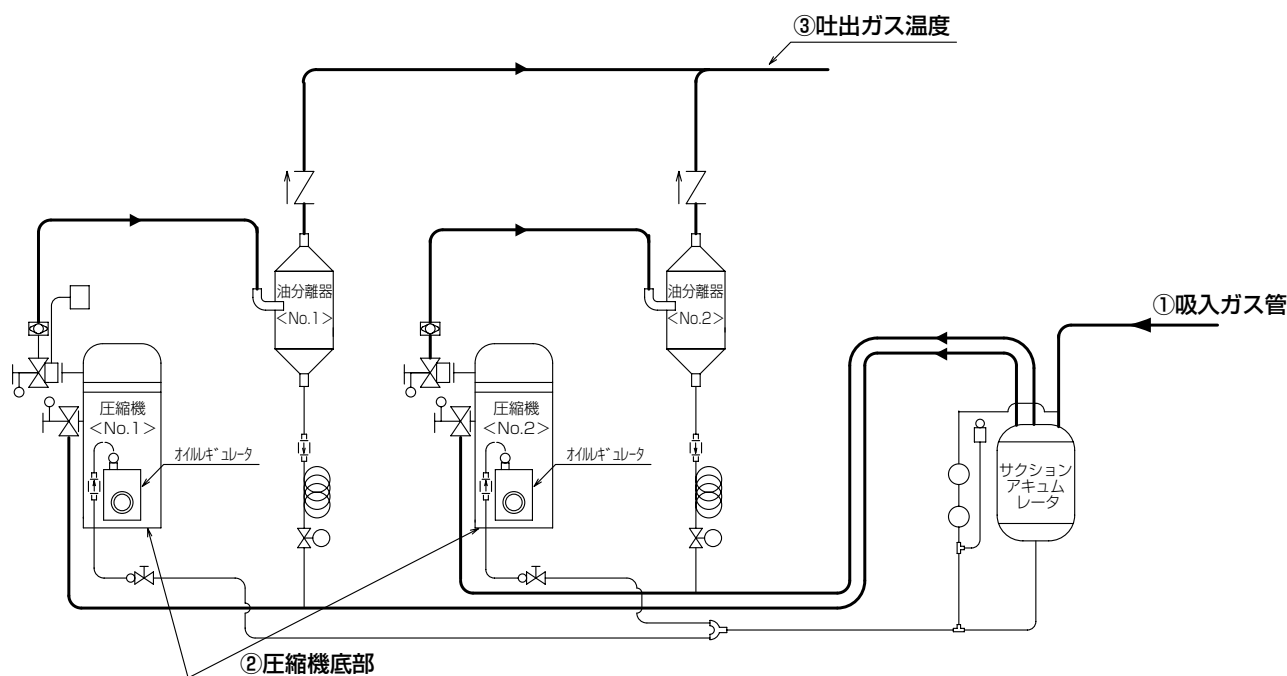 ③吐出ガス温度
油分離器
<No.1>
油分離器
<No.2>
①吸入ガス管
圧縮機
<No.1>
オイルレギュレータ
圧縮機
<No.2>
オイルレギュレータ
サクション
アキュム
レータ
②圧縮機底部